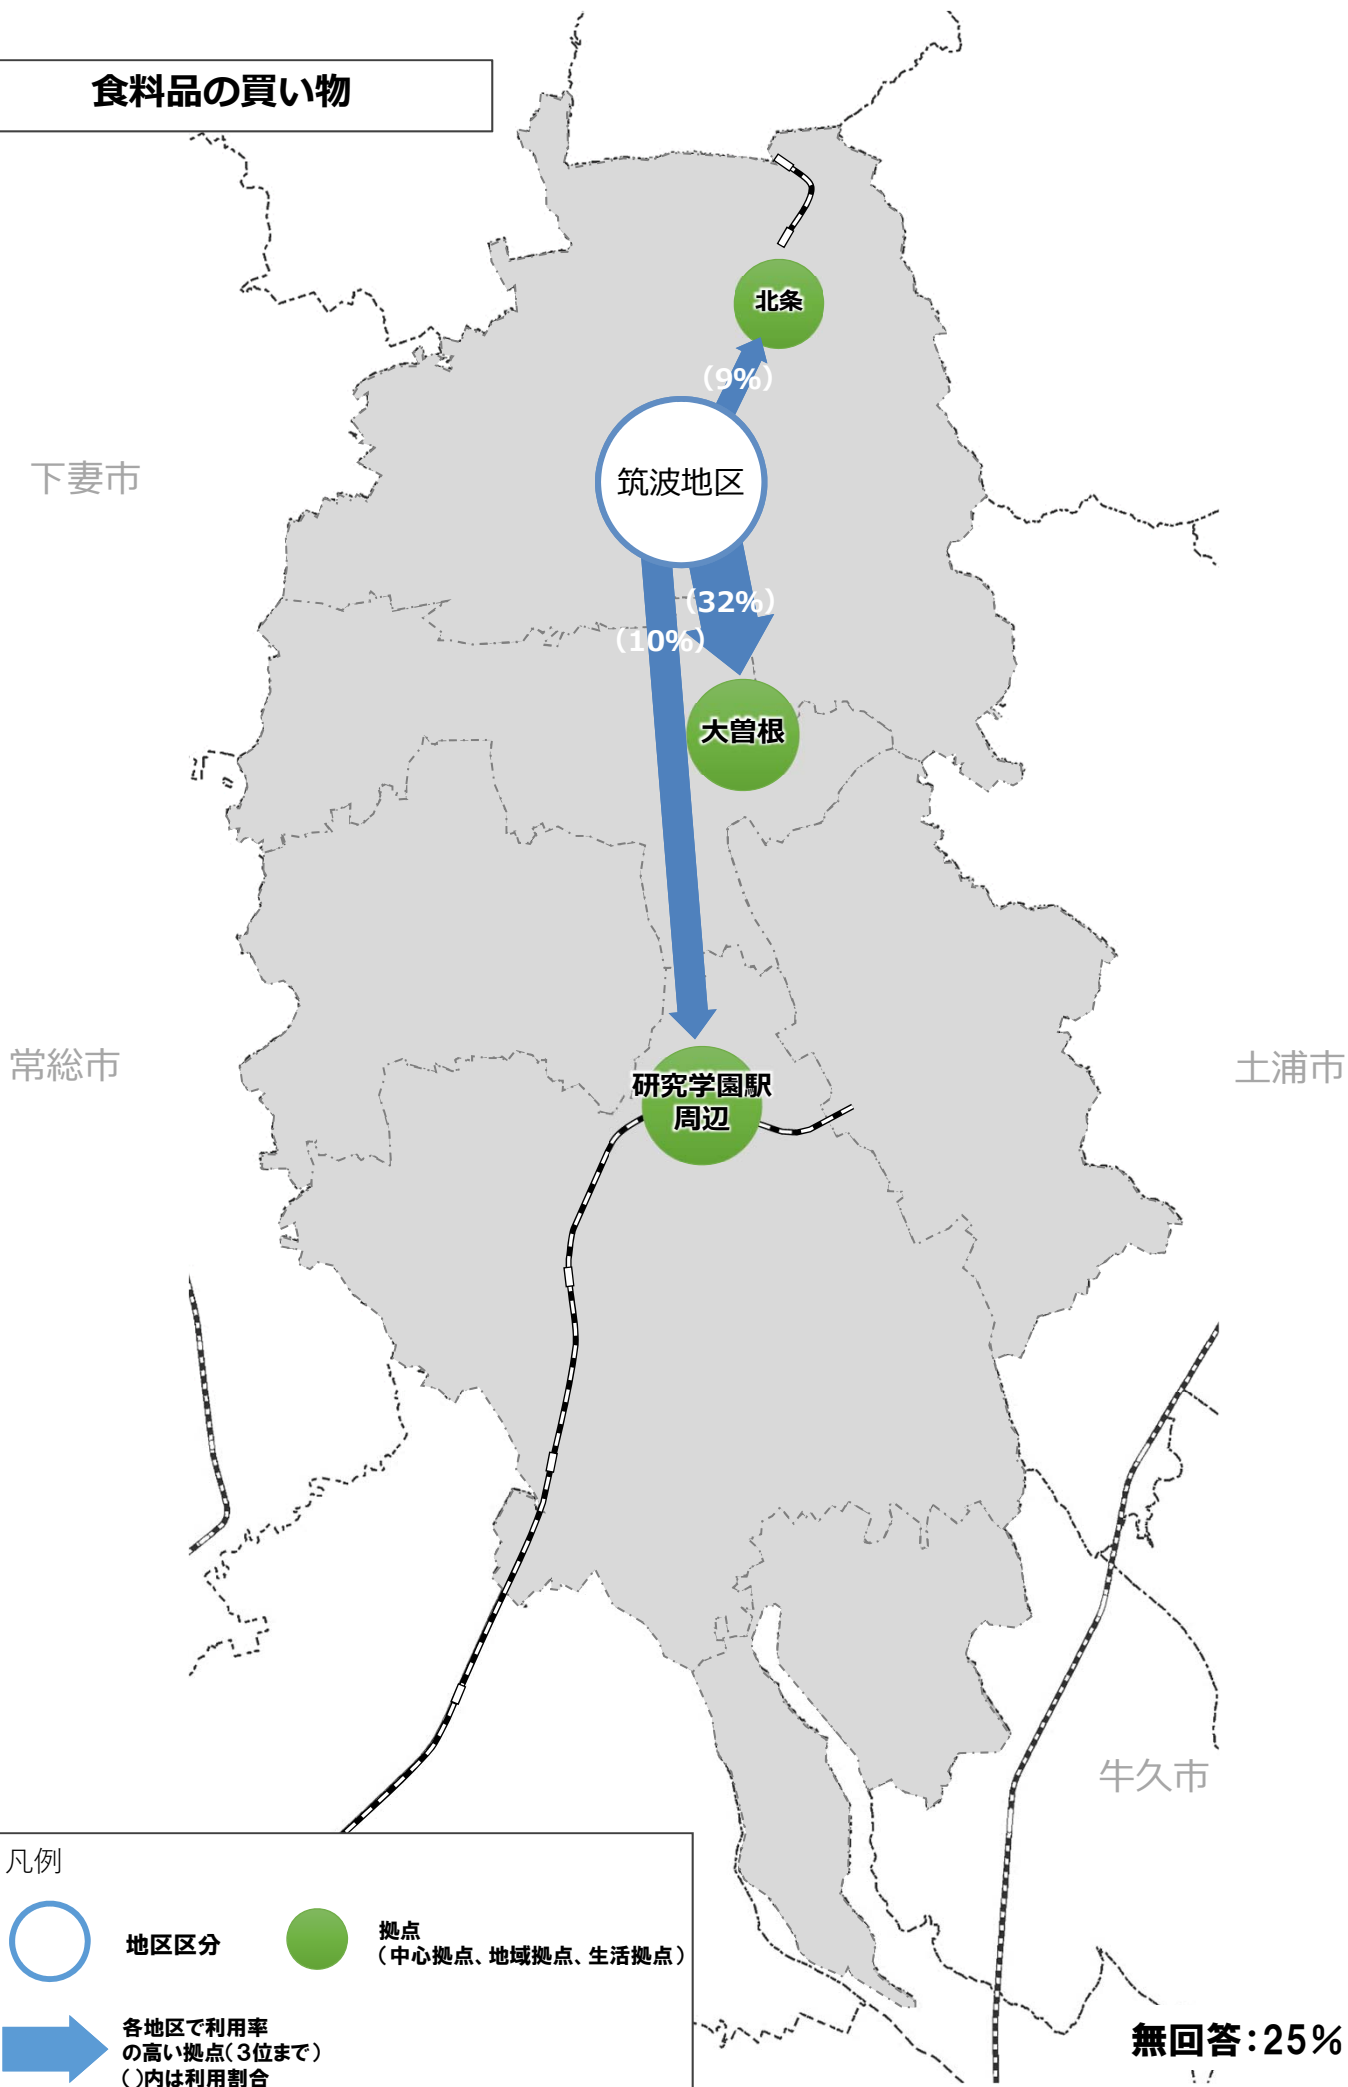 食料品の買い物
北条
（9%）
下妻市
筑波地区
（32%）
（10%）
大曽根
常総市
土浦市
研究学園駅
周辺
牛久市
凡例
地区区分
拠点
（中心拠点、地域拠点、生活拠点）
各地区で利用率
の高い拠点（3位まで）
()内は利用割合
無回答：25%